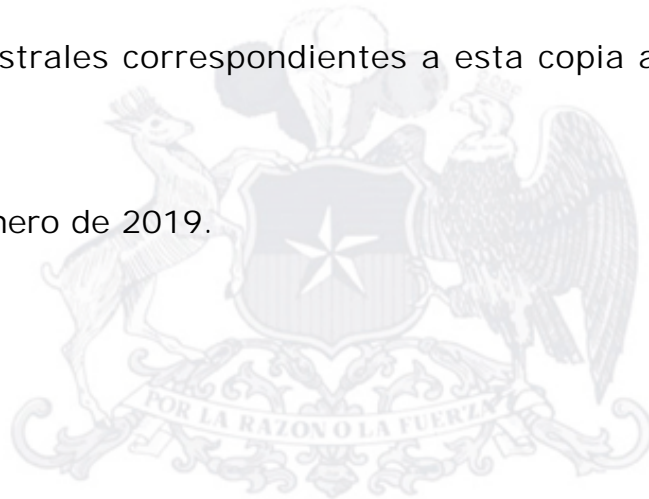 strales correspondientes a esta copia a
nero de 2019.
POR LA RAZON O LA FUERZA